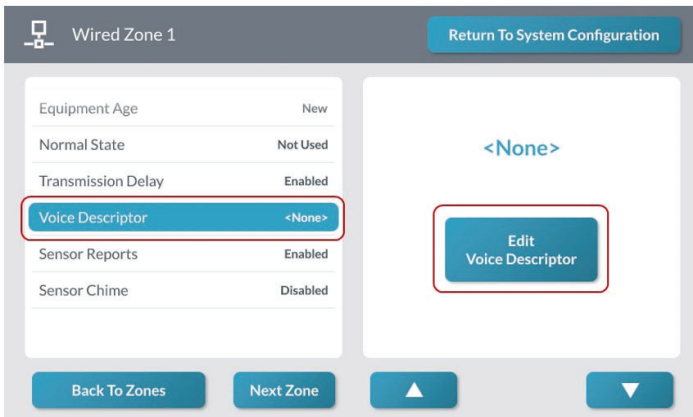 Wired Zone 1
Return To System Configuration
Equipment Age New
Normal State Not Used
Transmission Delay Enabled
Voice Descriptor <None>
Sensor Reports Enabled
Sensor Chime Disabled
<None>
Edit
Voice Descriptor
Back To Zones
Next Zone